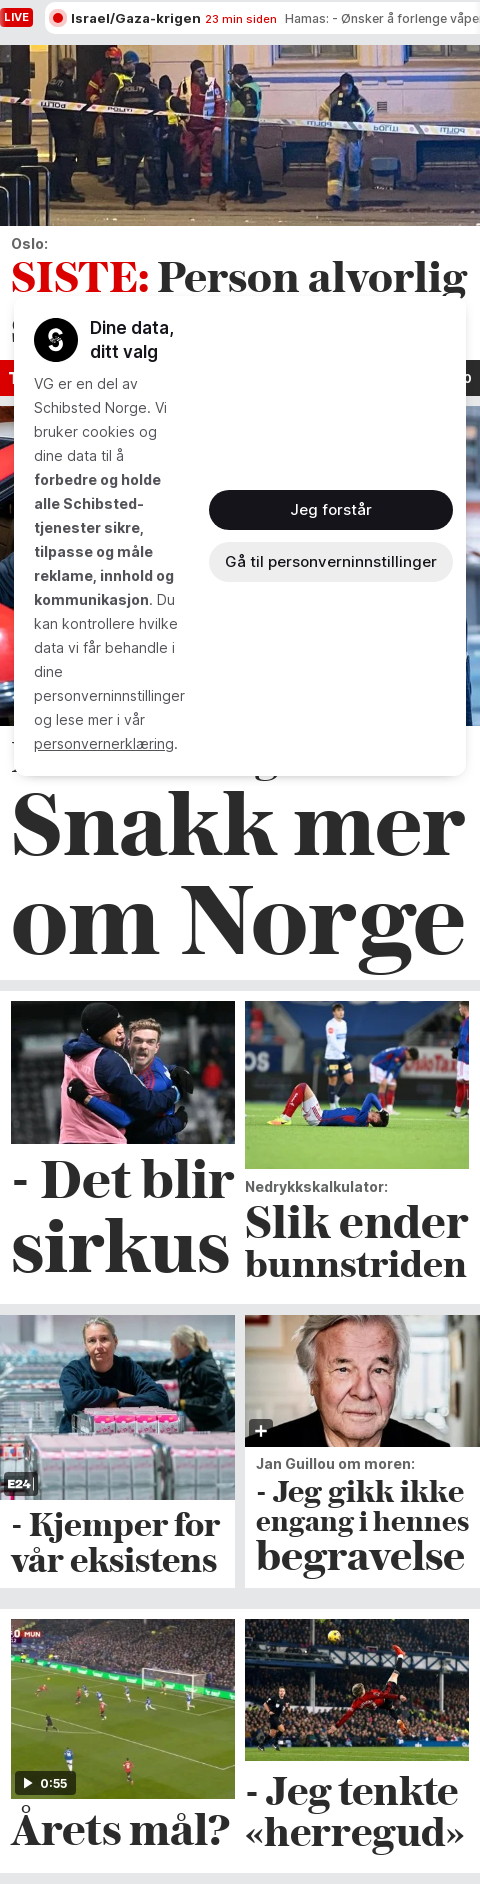 LIVE
Israel/Gaza-krigen 23 min siden Hamas: - Ønsker å forlenge
POLITI
POLITI
POLITI
POLITI
Oslo:
SISTE: Person alvorlig
Dine data,
ditt valg
VG er en del av
Schibsted Norge. Vi
bruker cookies og
dine data til å
forbedre og holde
alle Schibsted-
tjenester sikre,
tilpasse og måle
reklame, innhold og
kommunikasjon. Du
kan kontrollere hvilke
data vi får behandle i
dine
personverninnstillinger
og lese mer i vår
personvernerklæring.
Jeg forstår
Gå til personverninnstillinger
Snakk mer
om Norge
- Det blir
sirkus
Nedrykkskalkulator:
Slik ender
bunnstriden
E24
- Kjemper for
vår eksistens
Jan Guillou om moren:
- Jeg gikk ikke
engang i hennes
begravelse
MUN
0:55
Årets mål?
- Jeg tenkte
«herregud»